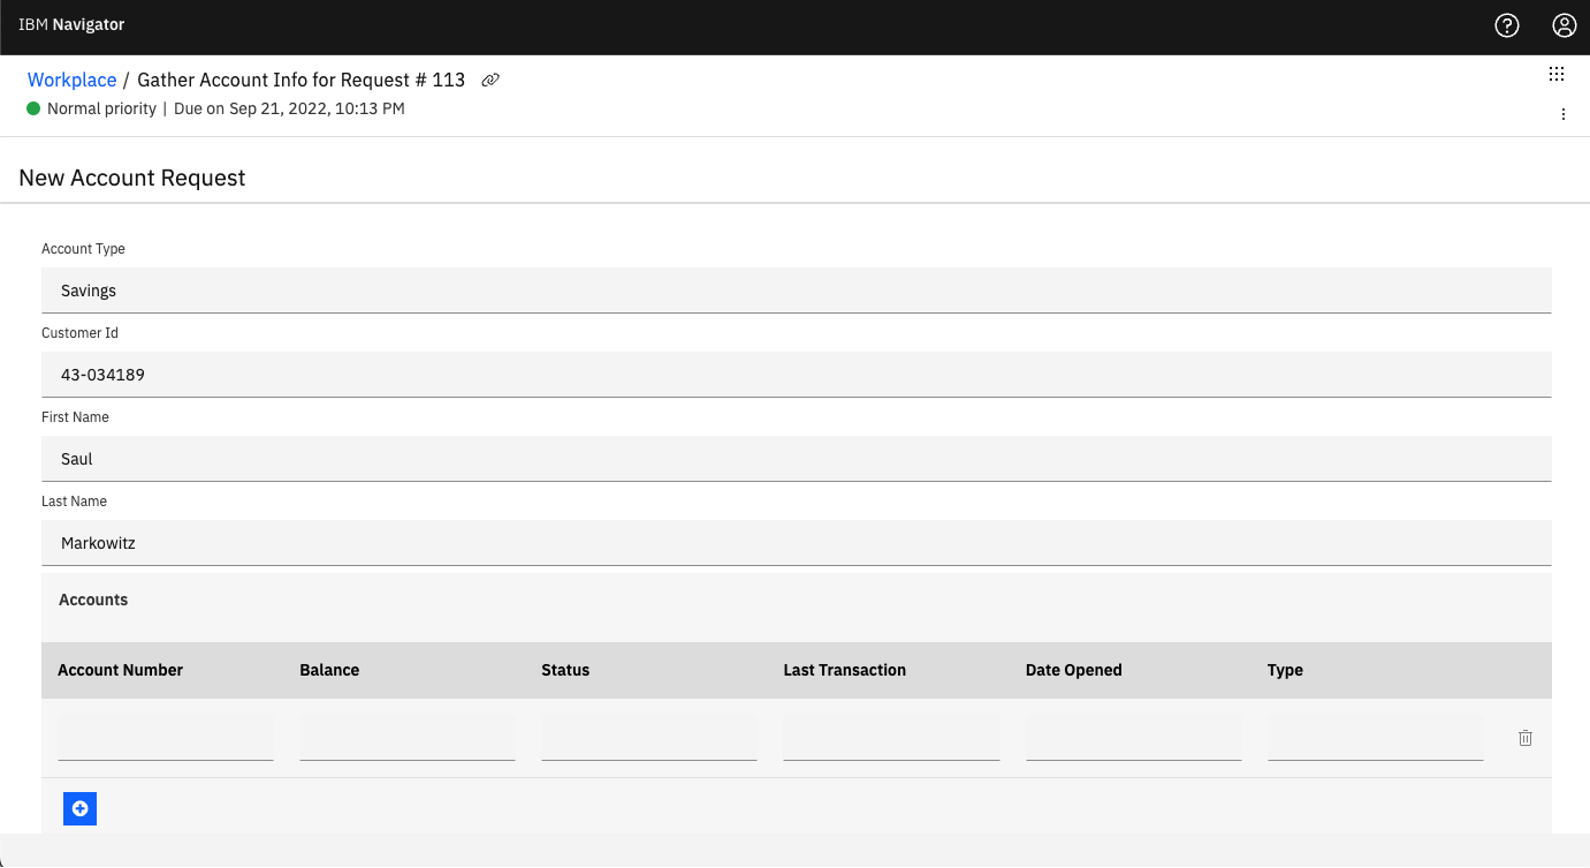 IBM Navigator
Workplace / Gather Account Info for Request # 113
Normal priority | Due on Sep 21, 2022, 10:13 PM
New Account Request
Account Type
Savings
Customer Id
43-034189
First Name
Saul
Last Name
Markowitz
Accounts
Account Number Balance Status Last Transaction Date Opened Type